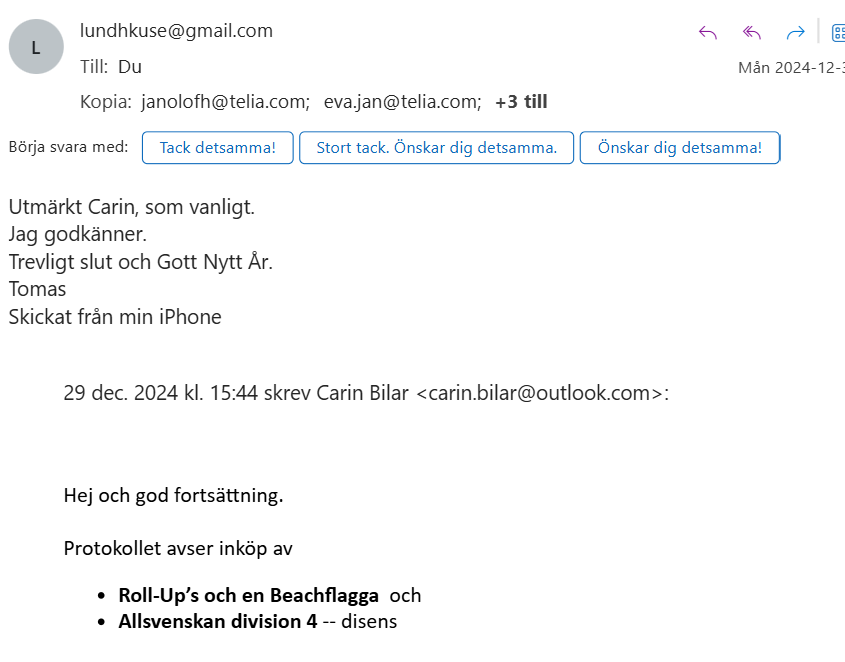 lundhkuse@gmail.com
L
Till: Du
Mån 2024-12-3
Kopia: janolofh@telia.com; eva.jan@telia.com; +3 till
Börja svara med: Tack detsamma! Stort tack. Önskar dig detsamma. Önskar dig detsamma!
Utmärkt Carin, som vanligt.
Jag godkänner.
Trevligt slut och Gott Nytt År.
Tomas
Skickat från min iPhone
29 dec. 2024 kl. 15:44 skrev Carin Bilar <carin.bilar@outlook.com>:
Hej och god fortsättning.
Protokollet avser inköp av
• Roll-Up’s och en Beachflagga och
• Allsvenskan division 4 -- disens